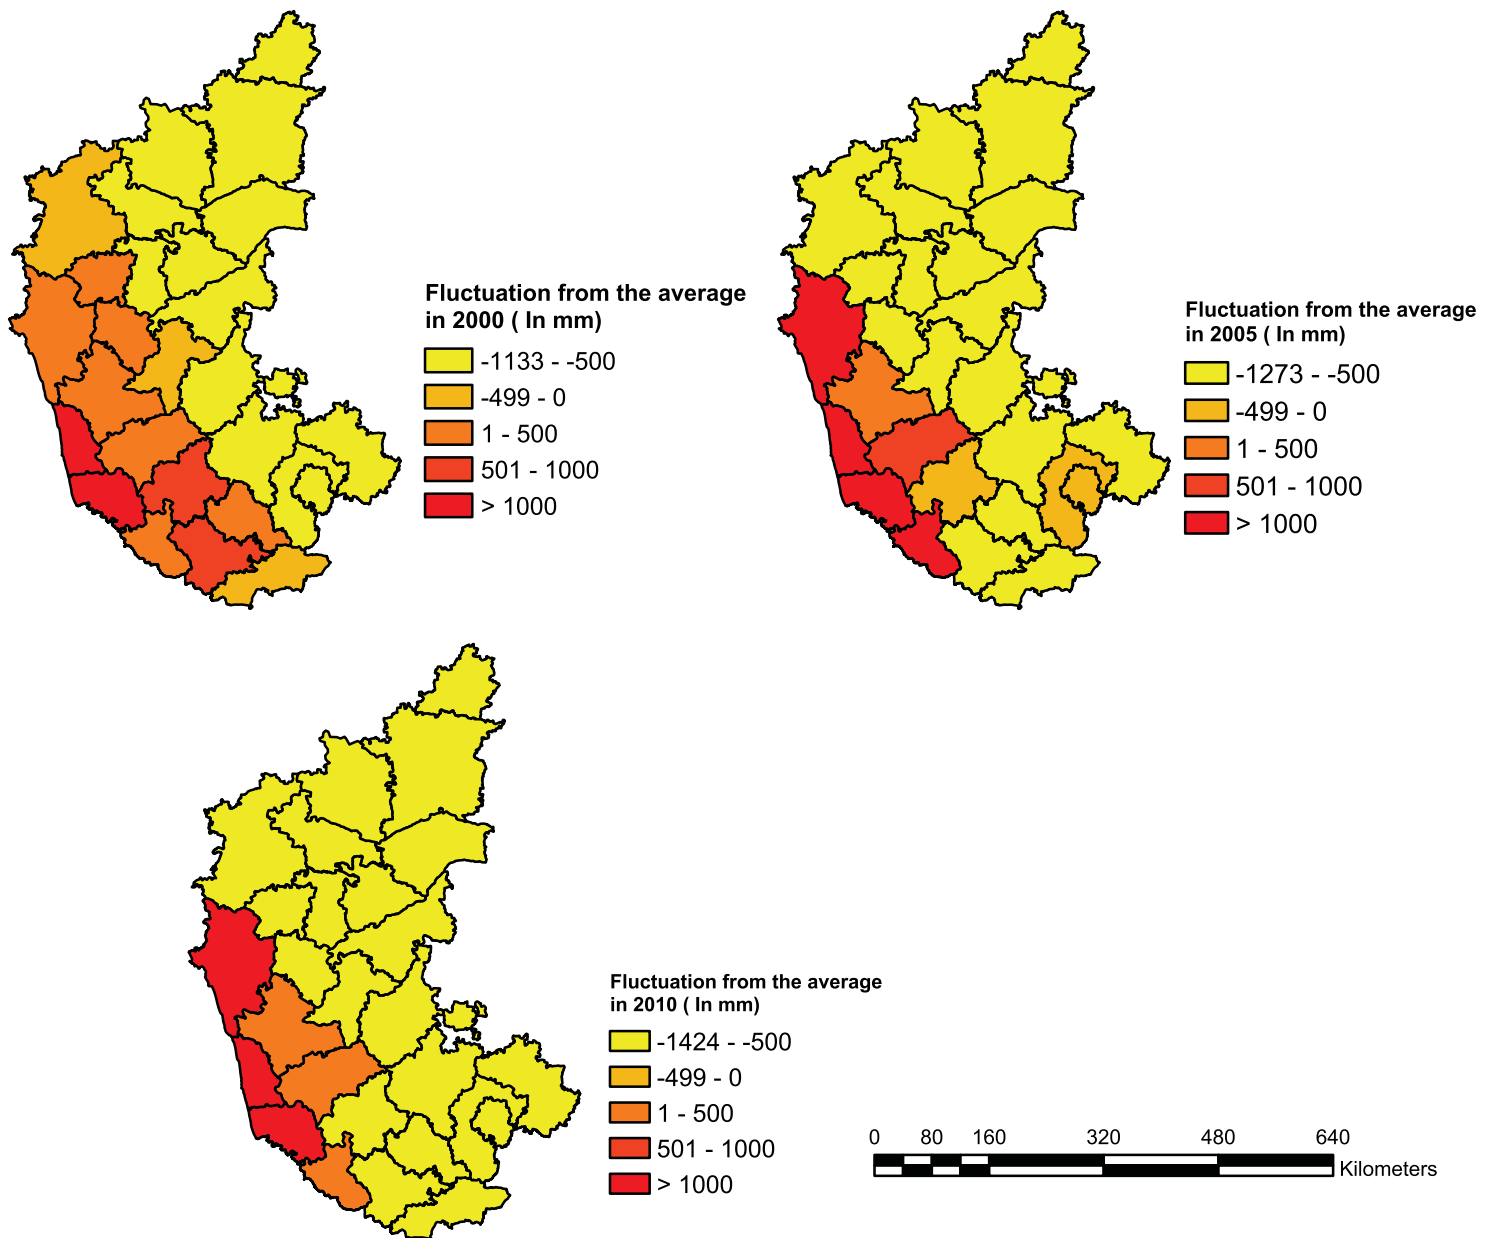 Fluctuation from the average
in 2000 ( In mm)
-1133 - -500
-499 - 0
1 - 500
501 - 1000
> 1000
Fluctuation from the average
in 2005 ( In mm)
-1273 - -500
-499 - 0
1 - 500
501 - 1000
> 1000
Fluctuation from the average
in 2010 ( In mm)
-1424 - -500
-499 - 0
1 - 500
501 - 1000
> 1000
0 80 160 320 480 640
Kilometers